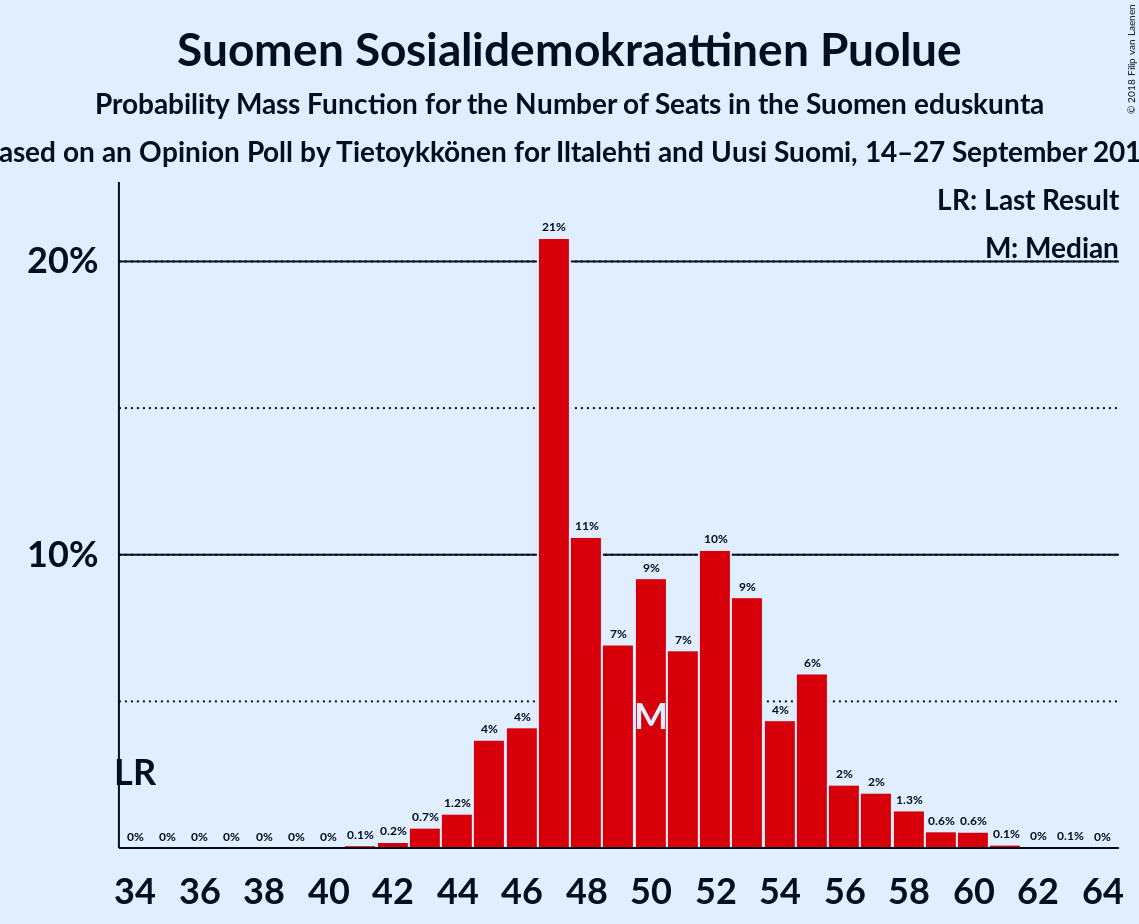 Suomen Sosialidemokraattinen Puolue
Probability Mass Function for the Number of Seats in the Suomen eduskunta
ased on an Opinion Poll by Tietoykkönen for Iltalehti and Uusi Suomi, 14–27 September 201
© 2018 Filip van Laenen
LR: Last Result
M: Median
20%
10%
21%
11%
10%
9%
9%
7%
7%
6%
4%
4%
4%
2%
2%
1.3%
1.2%
0.7%
0.6% 0.6%
0.2%
0.1%
0.1%
0.1%
0% 0% 0% 0% 0% 0% 0%
0%
0%
LR
M
34 36 38 40 42 44 46 48 50 52 54 56 58 60 62 64